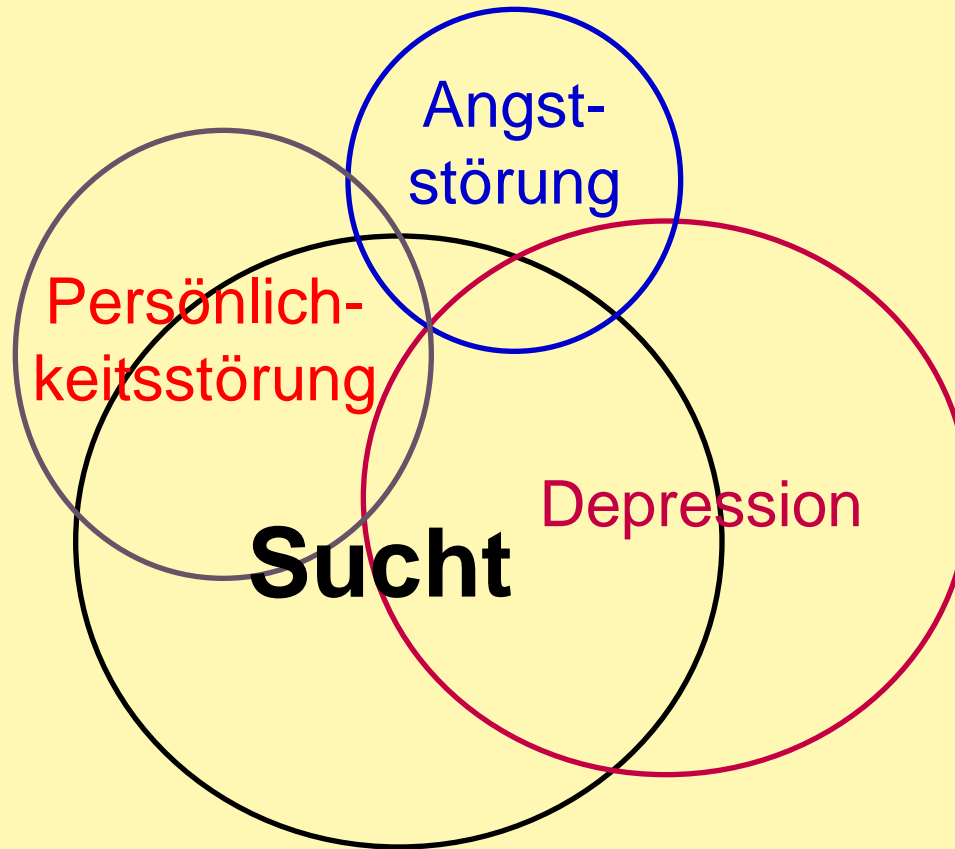 Angst-
störung
Persönlich-
keitsstörung
Depression
Sucht